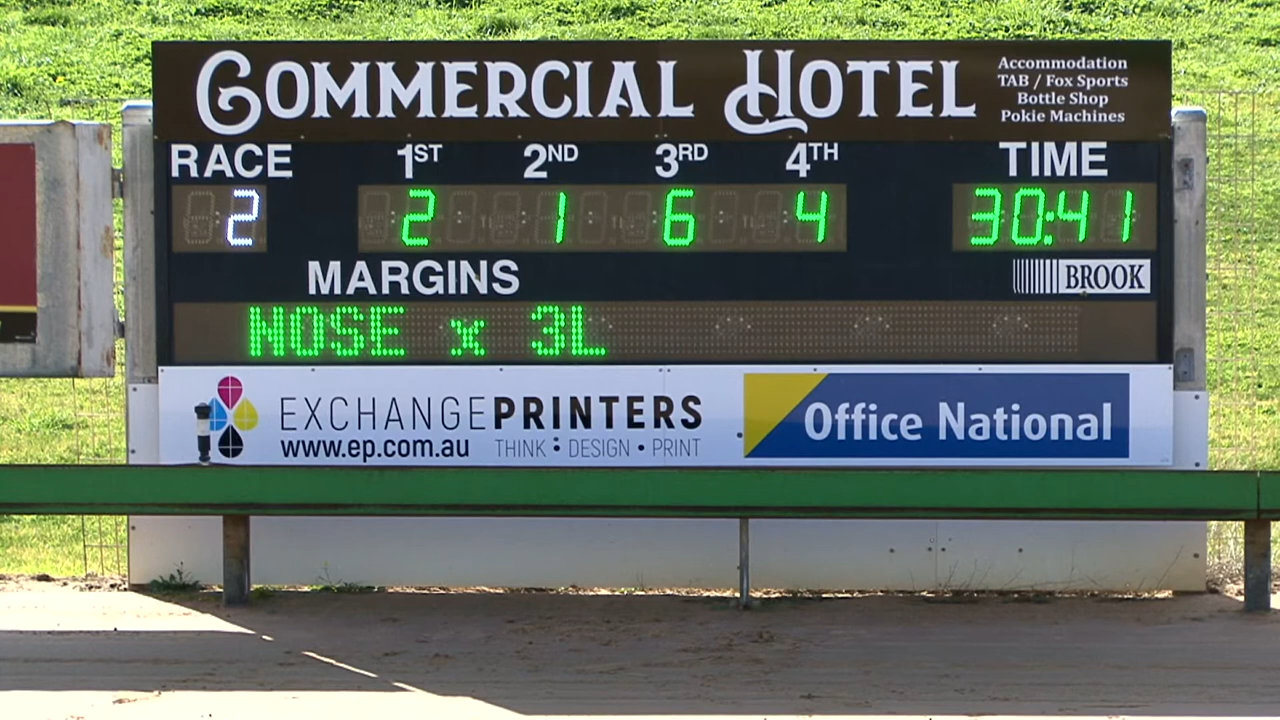 COMMERCIAL HOTEL
Accommodation
TAB / Fox Sports
Bottle Shop
Pokie Machines
RACE 1ST 2ND 3RD 4TH TIME
2 2 1 6 4 30:41
MARGINS
BROOK
NOSE x 3L
EXCHANGEPRINTERS
www.ep.com.au THINK : DESIGN • PRINT
Office National